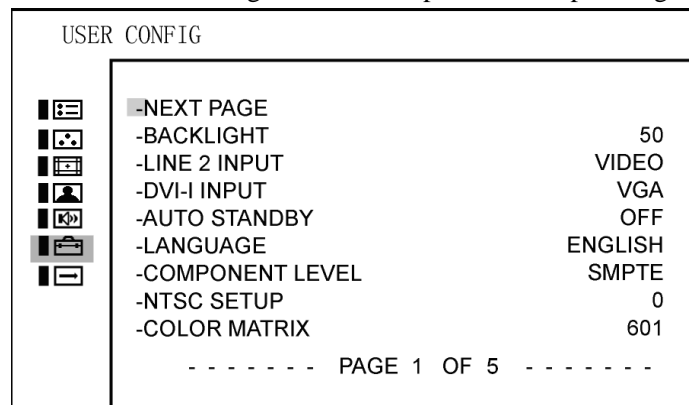 USER CONFIG
-NEXT PAGE
-BACKLIGHT 50
-LINE 2 INPUT VIDEO
-DVI-I INPUT VGA
-AUTO STANDBY OFF
-LANGUAGE ENGLISH
-COMPONENT LEVEL SMPTE
-NTSC SETUP 0
-COLOR MATRIX 601
- - - - - - - PAGE 1 OF 5 - - - - - - -